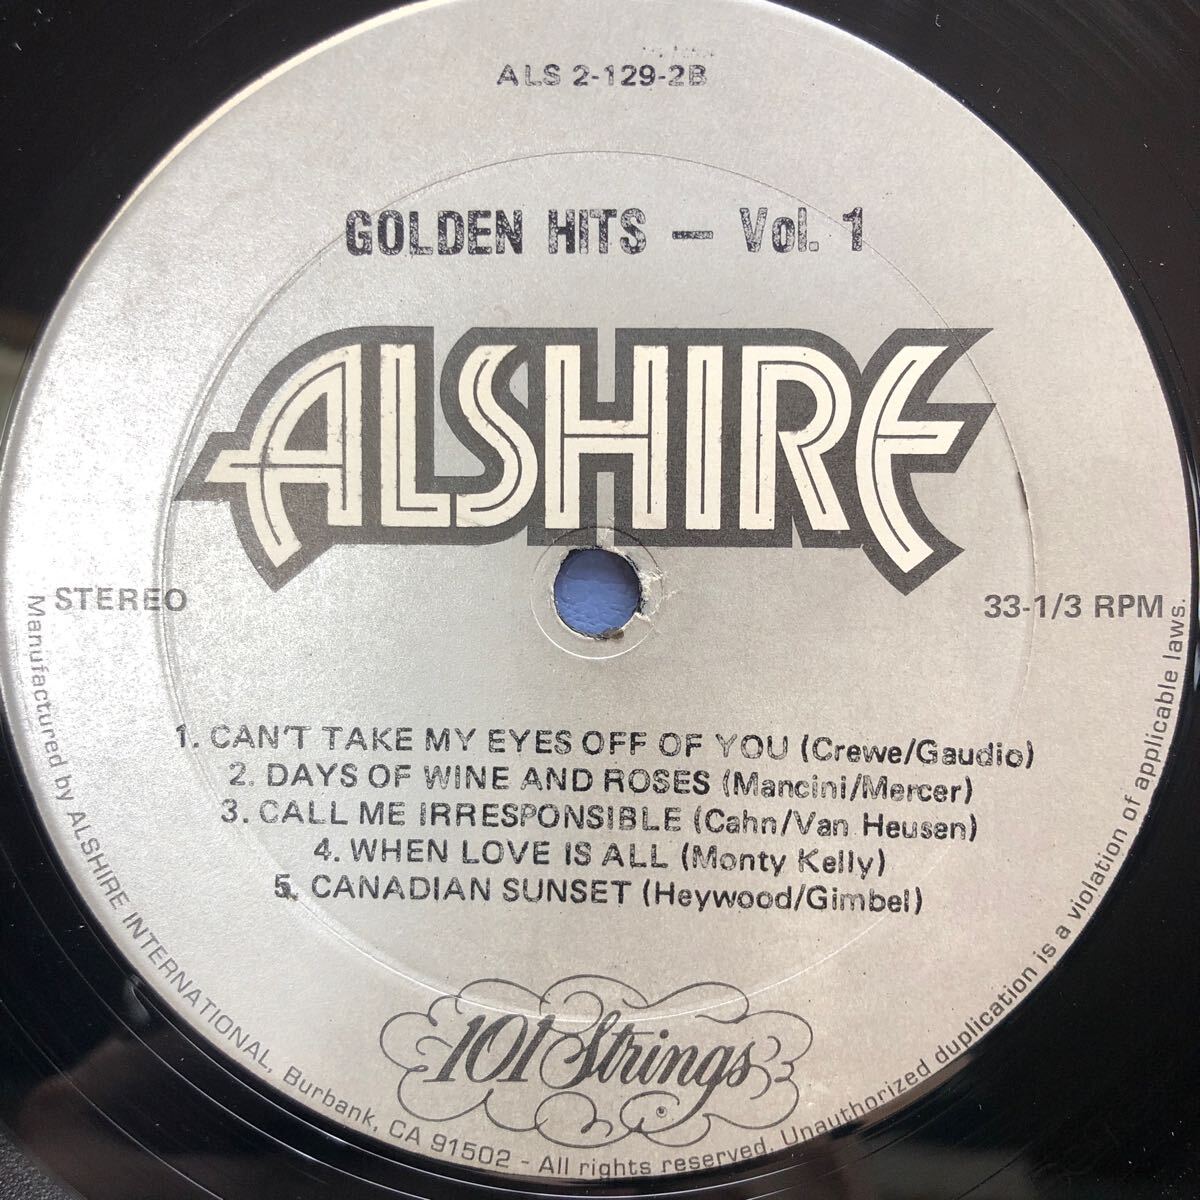 ALS 2-129-2B
GOLDEN HITS — Vol. 1
ALSHIRE
STEREO
33-1/3 RPM
1. CAN'T TAKE MY EYES OFF OF YOU (Crewe/Gaudio)
2. DAYS OF WINE AND ROSES (Mancini/Mercer)
3. CALL ME IRRESPONSIBLE (Cahn/Van Heusen)
4. WHEN LOVE IS ALL (Monty Kelly)
5. CANADIAN SUNSET (Heywood/Gimbel)
101 Strings
Manufactured by ALSHIRE INTERNATIONAL, Burbank, CA 91502 - All rights reserved. Unauthorized duplication is a violation of applicable laws.